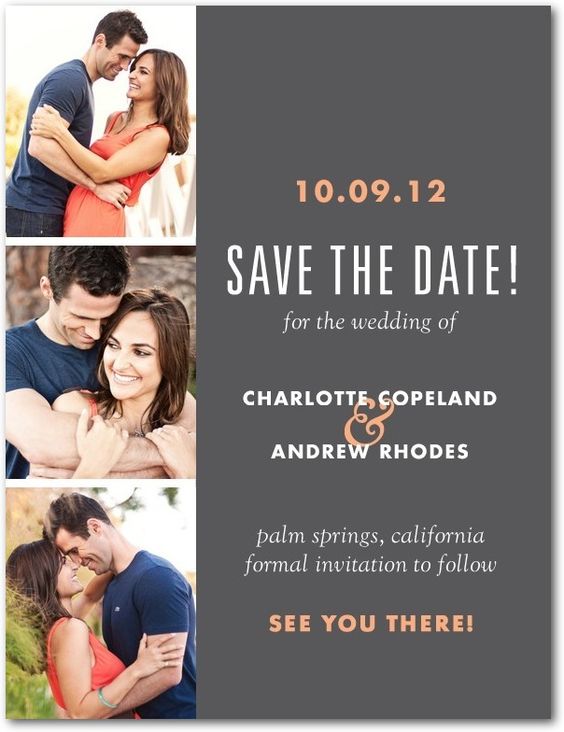 10.09.12
SAVE THE DATE!
for the wedding of
CHARLOTTE COPELAND
&
ANDREW RHODES
palm springs, california
formal invitation to follow
SEE YOU THERE!